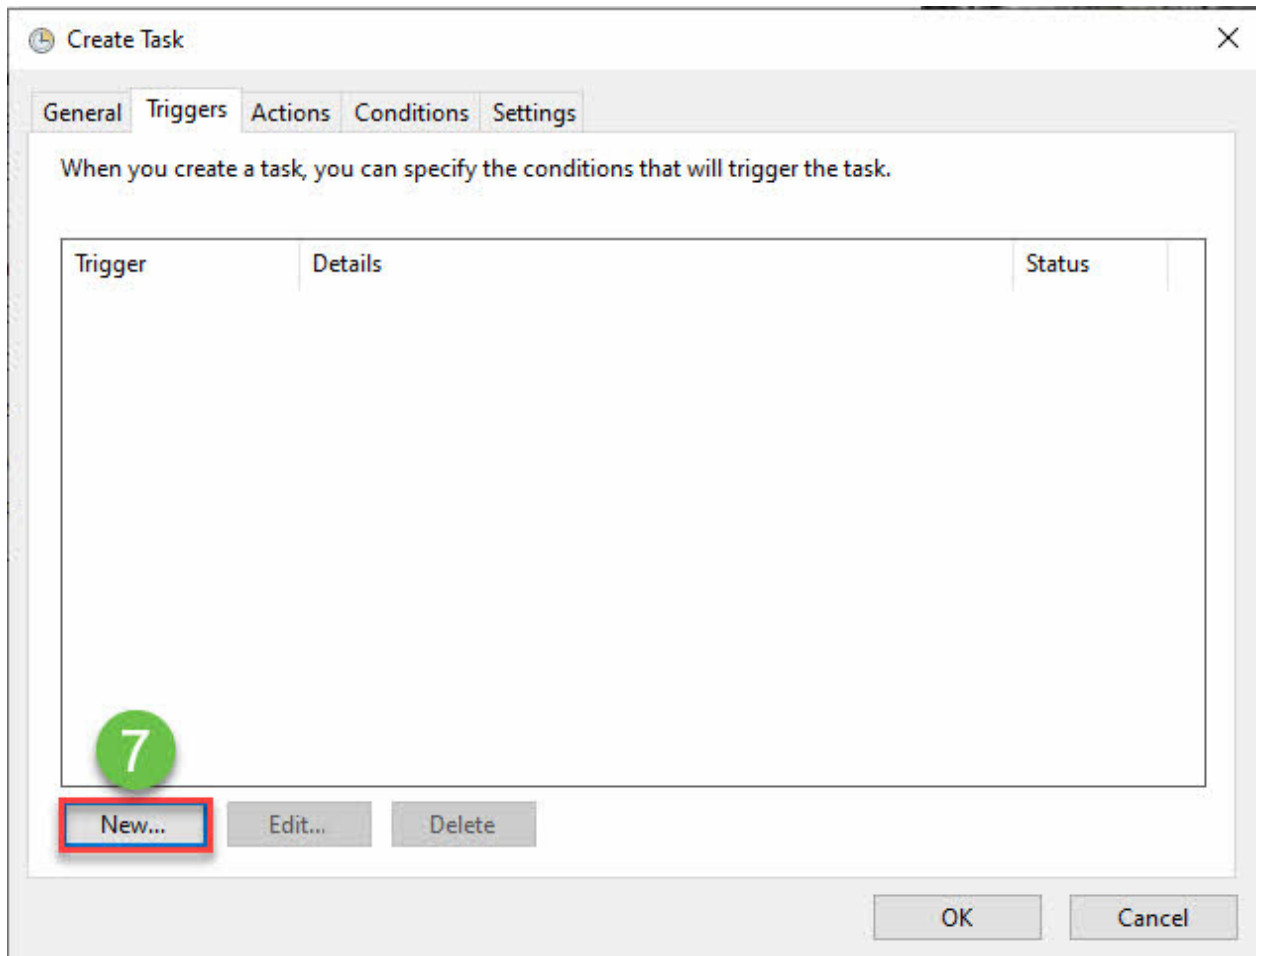 Create Task
General Triggers Actions Conditions Settings
When you create a task, you can specify the conditions that will trigger the task.
Trigger Details Status
7
New... Edit... Delete
OK Cancel